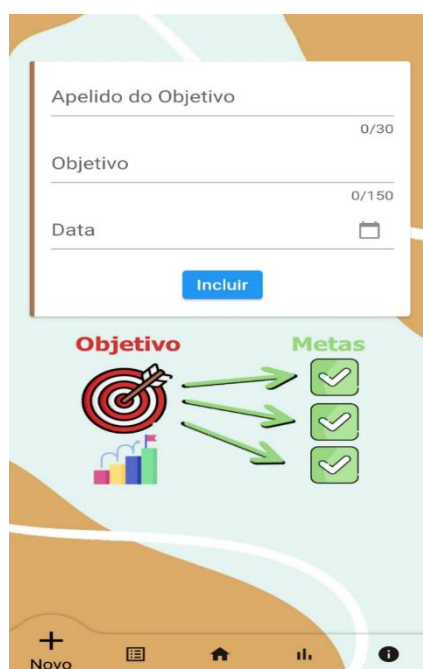 Apelido do Objetivo
0/30
Objetivo
0/150
Data
Incluir
Objetivo Metas
Novo